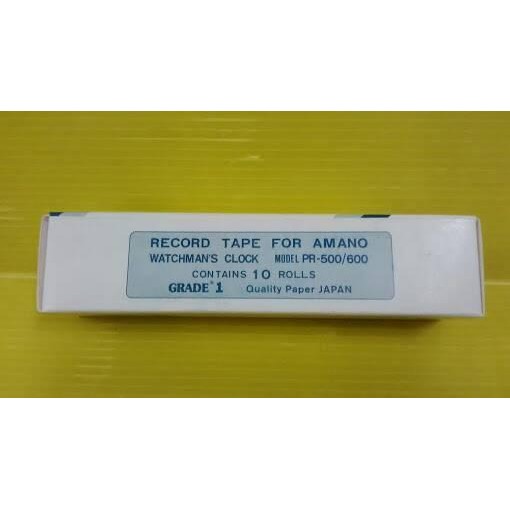 RECORD TAPE FOR AMANO
WATCHMAN'S CLOCK MODEL PR-500/600
CONTAINS 10 ROLLS
GRADE 1 Quality Paper JAPAN